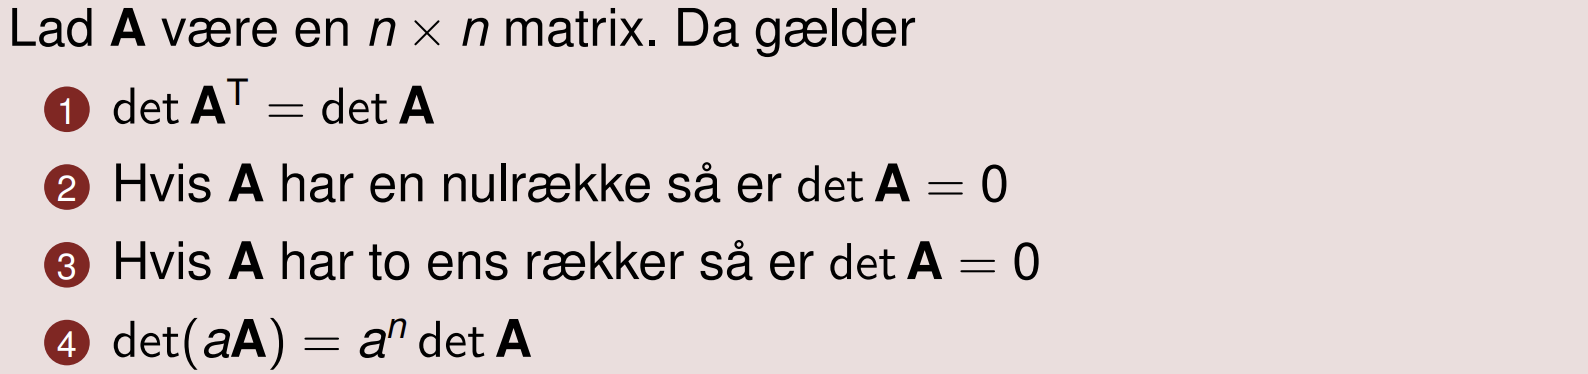 Lad A være en n × n matrix. Da gælder
1 det Aᵀ = det A
2 Hvis A har en nulrække så er det A = 0
3 Hvis A har to ens rækker så er det A = 0
4 det(aA) = aⁿ det A